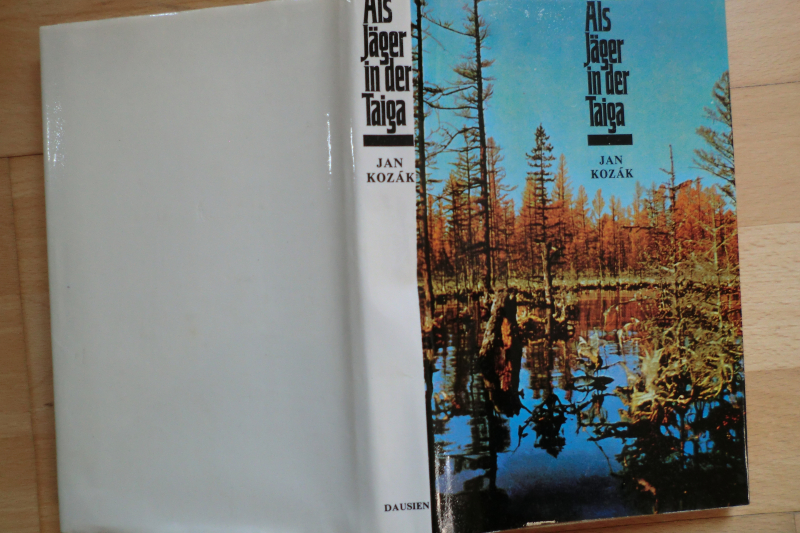 Als
Jäger
in der
Taiga
JAN
KOZÁK
DAUSIEN
Als
Jäger
in der
Taiga
JAN
KOZÁK